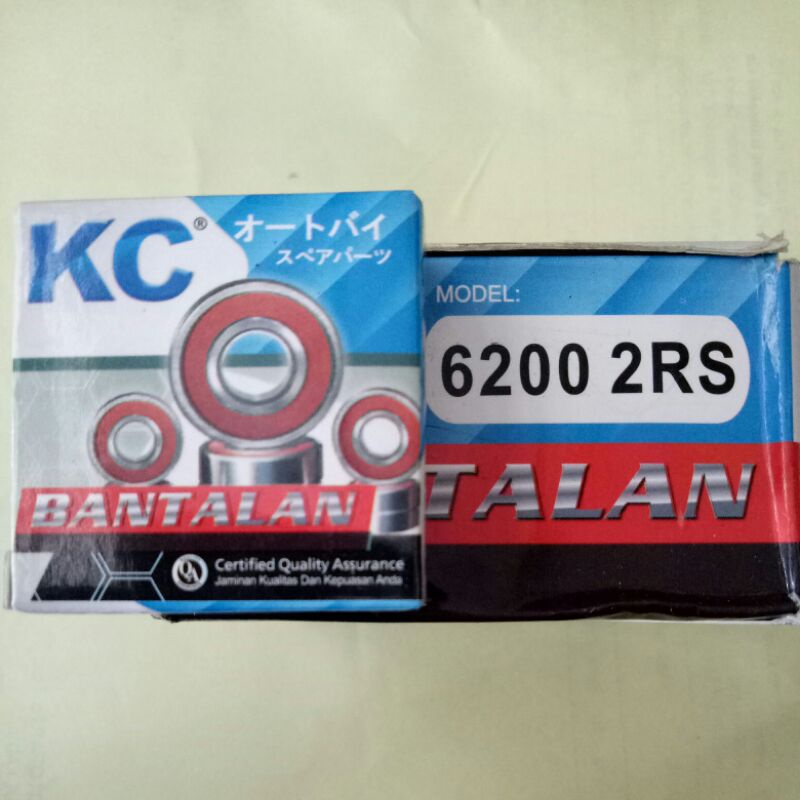 KC®
オートバイ
スペアパーツ
BANTALAN
QA
Certified Quality Assurance
Jaminan Kualitas Dan Kepuasan Anda
MODEL:
6200 2RS
TALAN